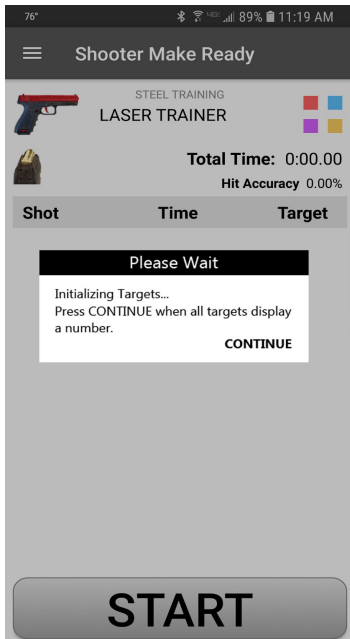 76° 89% 11:19 AM
Shooter Make Ready
STEEL TRAINING
LASER TRAINER
Total Time: 0:00.00
Hit Accuracy 0.00%
Shot Time Target
Please Wait
Initializing Targets...
Press CONTINUE when all targets display
a number.
CONTINUE
START